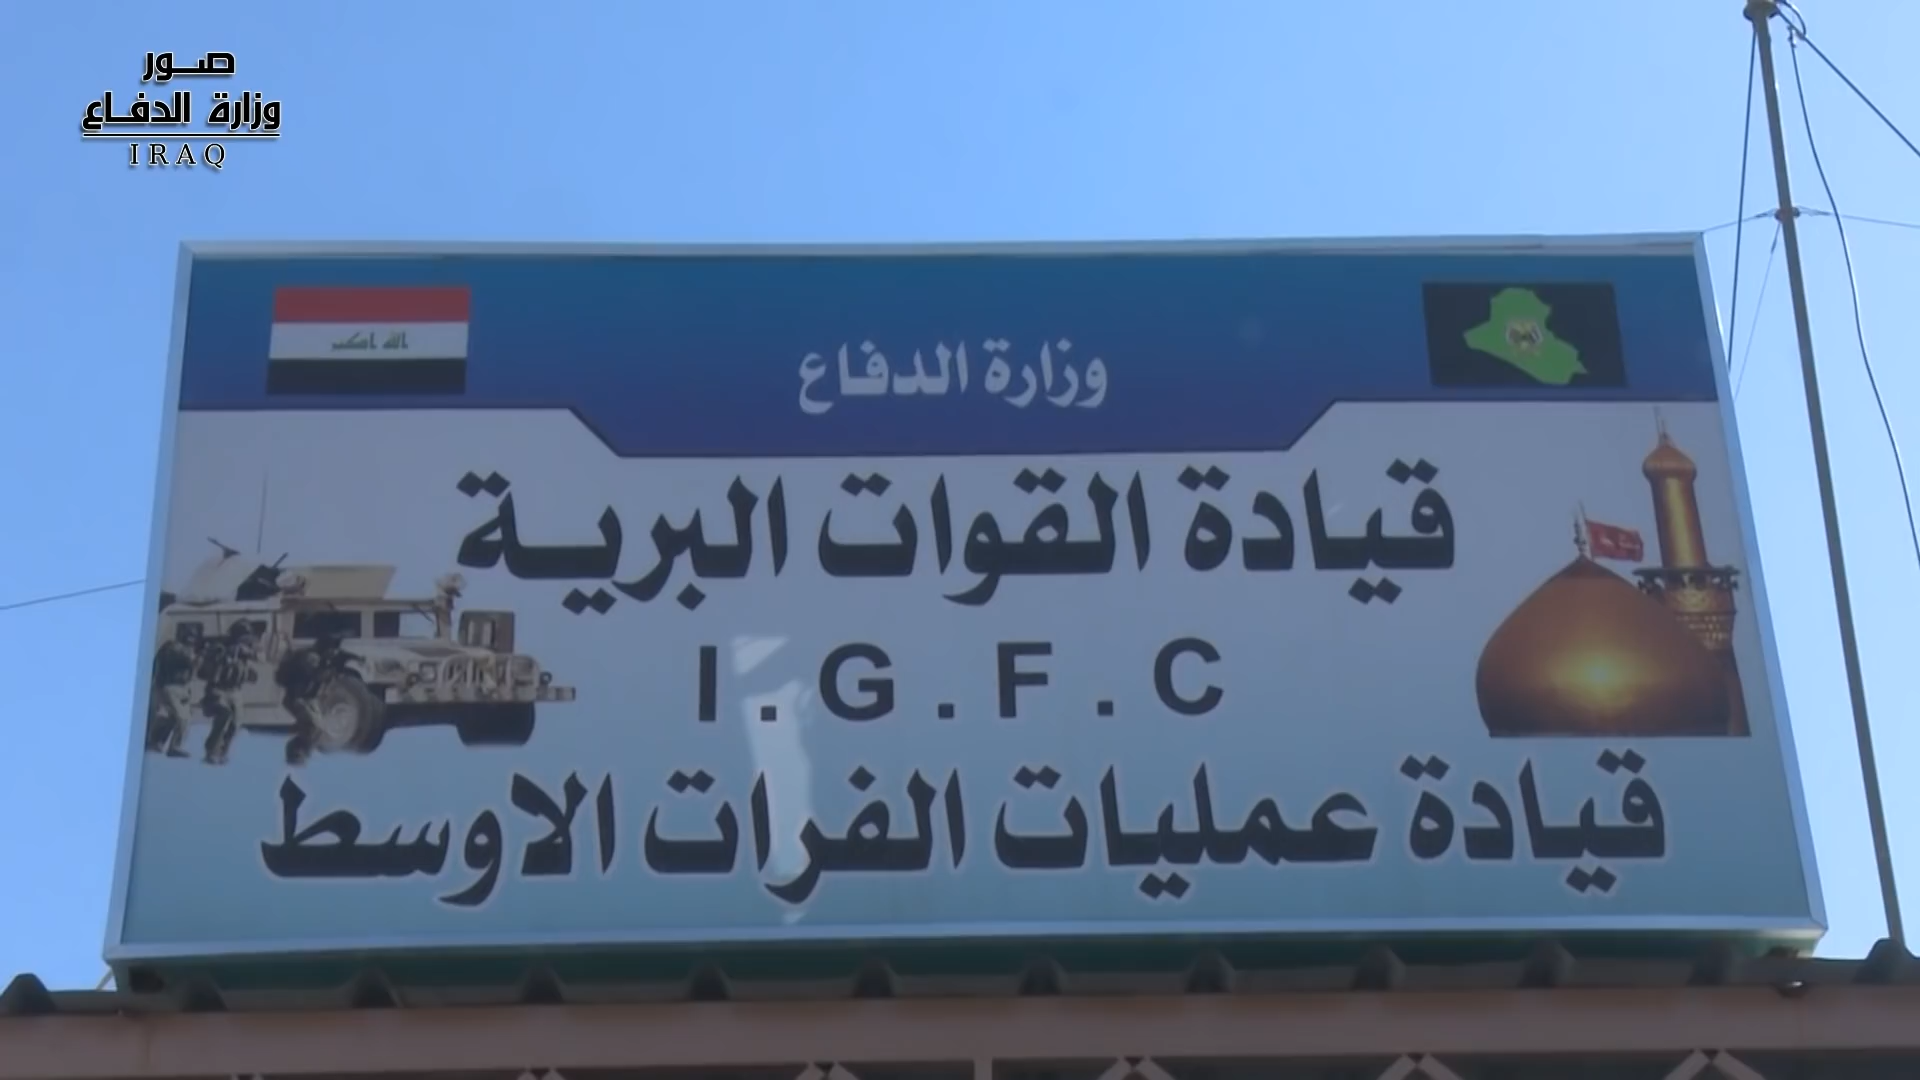 صور
وزارة الدفاع
IRAQ
الله اكبر
وزارة الدفاع
قيادة القوات البرية
I . G . F . C
قيادة عمليات الفرات الاوسط